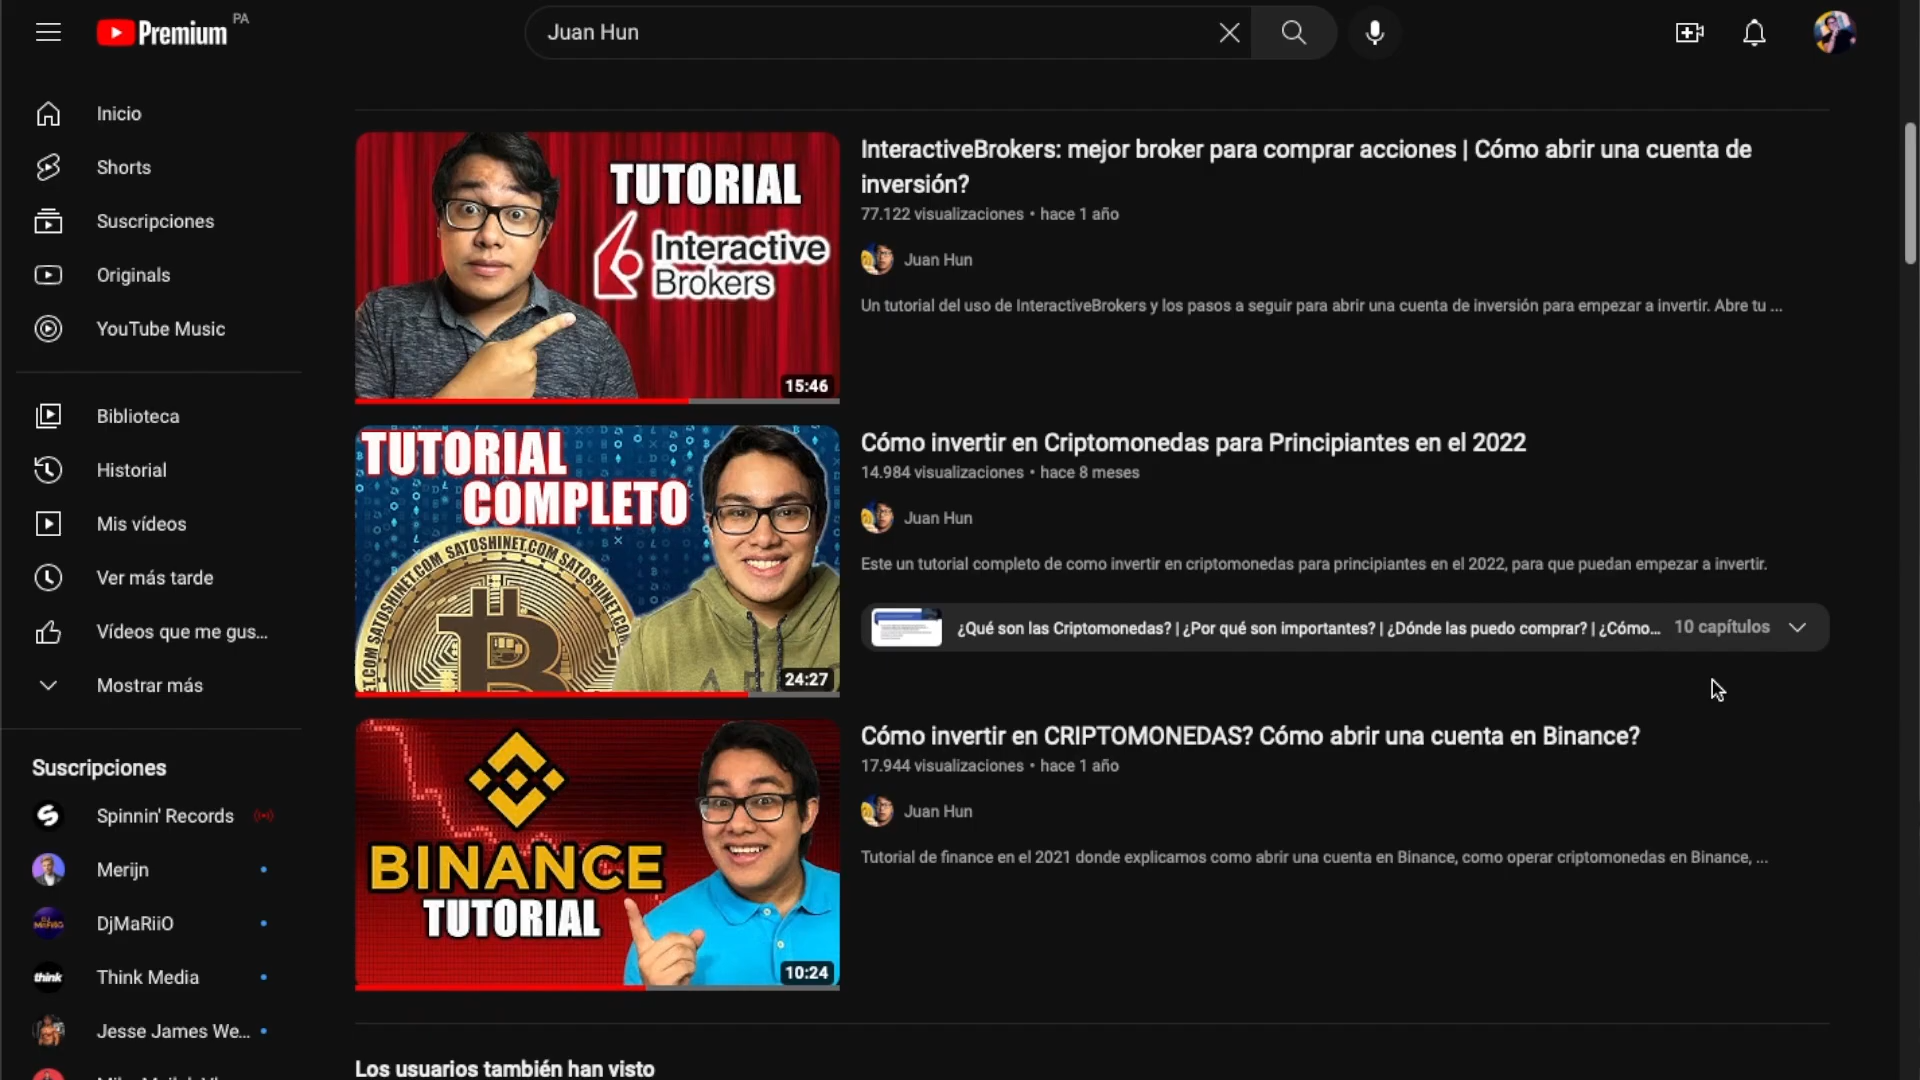 Premium
PA
Juan Hun
Inicio
Shorts
Suscripciones
Originals
YouTube Music
Biblioteca
Historial
Mis vídeos
Ver más tarde
Vídeos que me gus...
Mostrar más
Suscripciones
Spinnin' Records
Merijn
DjMaRiiO
think
Think Media
Jesse James We...
TUTORIAL
Interactive
Brokers
15:46
InteractiveBrokers: mejor broker para comprar acciones | Cómo abrir una cuenta de
inversión?
77.122 visualizaciones • hace 1 año
Juan Hun
Un tutorial del uso de InteractiveBrokers y los pasos a seguir para abrir una cuenta de inversión para empezar a invertir. Abre tu ...
TUTORIAL
COMPLETO
SATOSHINET.COM SATOSHINET.COM SATOSHINET.COM
24:27
Cómo invertir en Criptomonedas para Principiantes en el 2022
14.984 visualizaciones • hace 8 meses
Juan Hun
Este un tutorial completo de como invertir en criptomonedas para principiantes en el 2022, para que puedan empezar a invertir.
¿Qué son las Criptomonedas? | ¿Por qué son importantes? | ¿Dónde las puedo comprar? | ¿Cómo...
10 capítulos
BINANCE
TUTORIAL
10:24
Cómo invertir en CRIPTOMONEDAS? Cómo abrir una cuenta en Binance?
17.944 visualizaciones • hace 1 año
Juan Hun
Tutorial de finance en el 2021 donde explicamos como abrir una cuenta en Binance, como operar criptomonedas en Binance, ...
Los usuarios también han visto